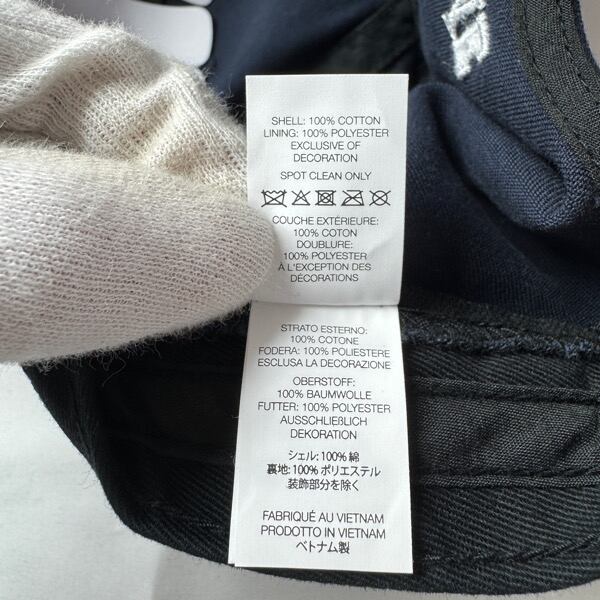 SHELL: 100% COTTON
LINING: 100% POLYESTER
EXCLUSIVE OF
DECORATION
SPOT CLEAN ONLY
COUCHE EXTÉRIEURE:
100% COTON
DOUBLURE:
100% POLYESTER
À L'EXCEPTION DES
DÉCORATIONS
STRATO ESTERNO:
100% COTONE
FODERA: 100% POLIESTERE
ESCLUSA LA DECORAZIONE
OBERSTOFF:
100% BAUMWOLLE
FUTTER: 100% POLYESTER
AUSSCHLIEßLICH
DEKORATION
シェル: 100% 綿
裏地: 100% ポリエステル
装飾部分を除く
FABRIQUÉ AU VIETNAM
PRODOTTO IN VIETNAM
ベトナム製